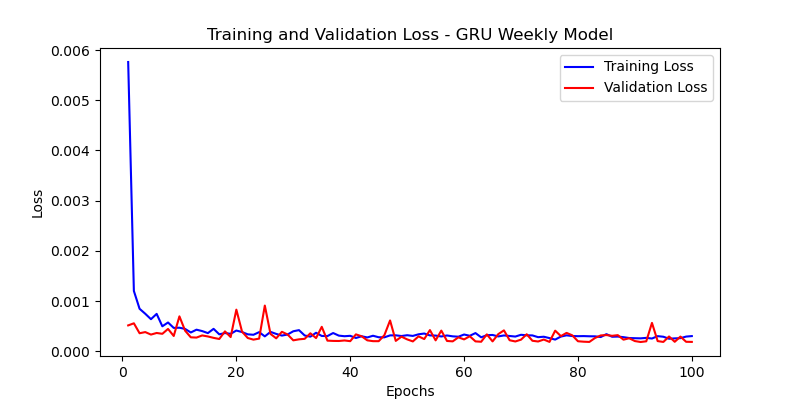 Training and Validation Loss - GRU Weekly Model
Training Loss
Validation Loss
Loss
0.006
0.005
0.004
0.003
0.002
0.001
0.000
0 20 40 60 80 100
Epochs